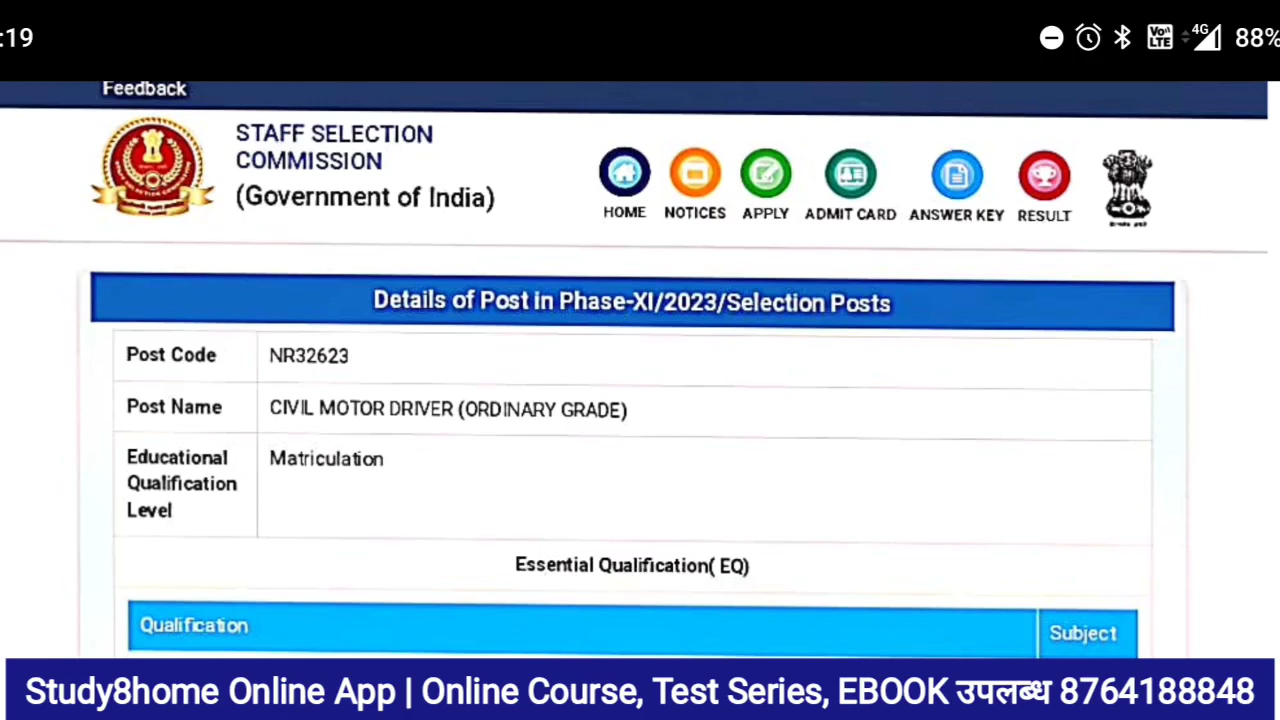 :19
VoLTE 4G 88%
Feedback
STAFF SELECTION
COMMISSION
(Government of India)
HOME NOTICES APPLY ADMIT CARD ANSWER KEY RESULT
Details of Post in Phase-XI/2023/Selection Posts
Post Code NR32623
Post Name CIVIL MOTOR DRIVER (ORDINARY GRADE)
Educational Matriculation
Qualification
Level
Essential Qualification( EQ)
Qualification Subject
Study8home Online App | Online Course, Test Series, EBOOK उपलब्ध 8764188848